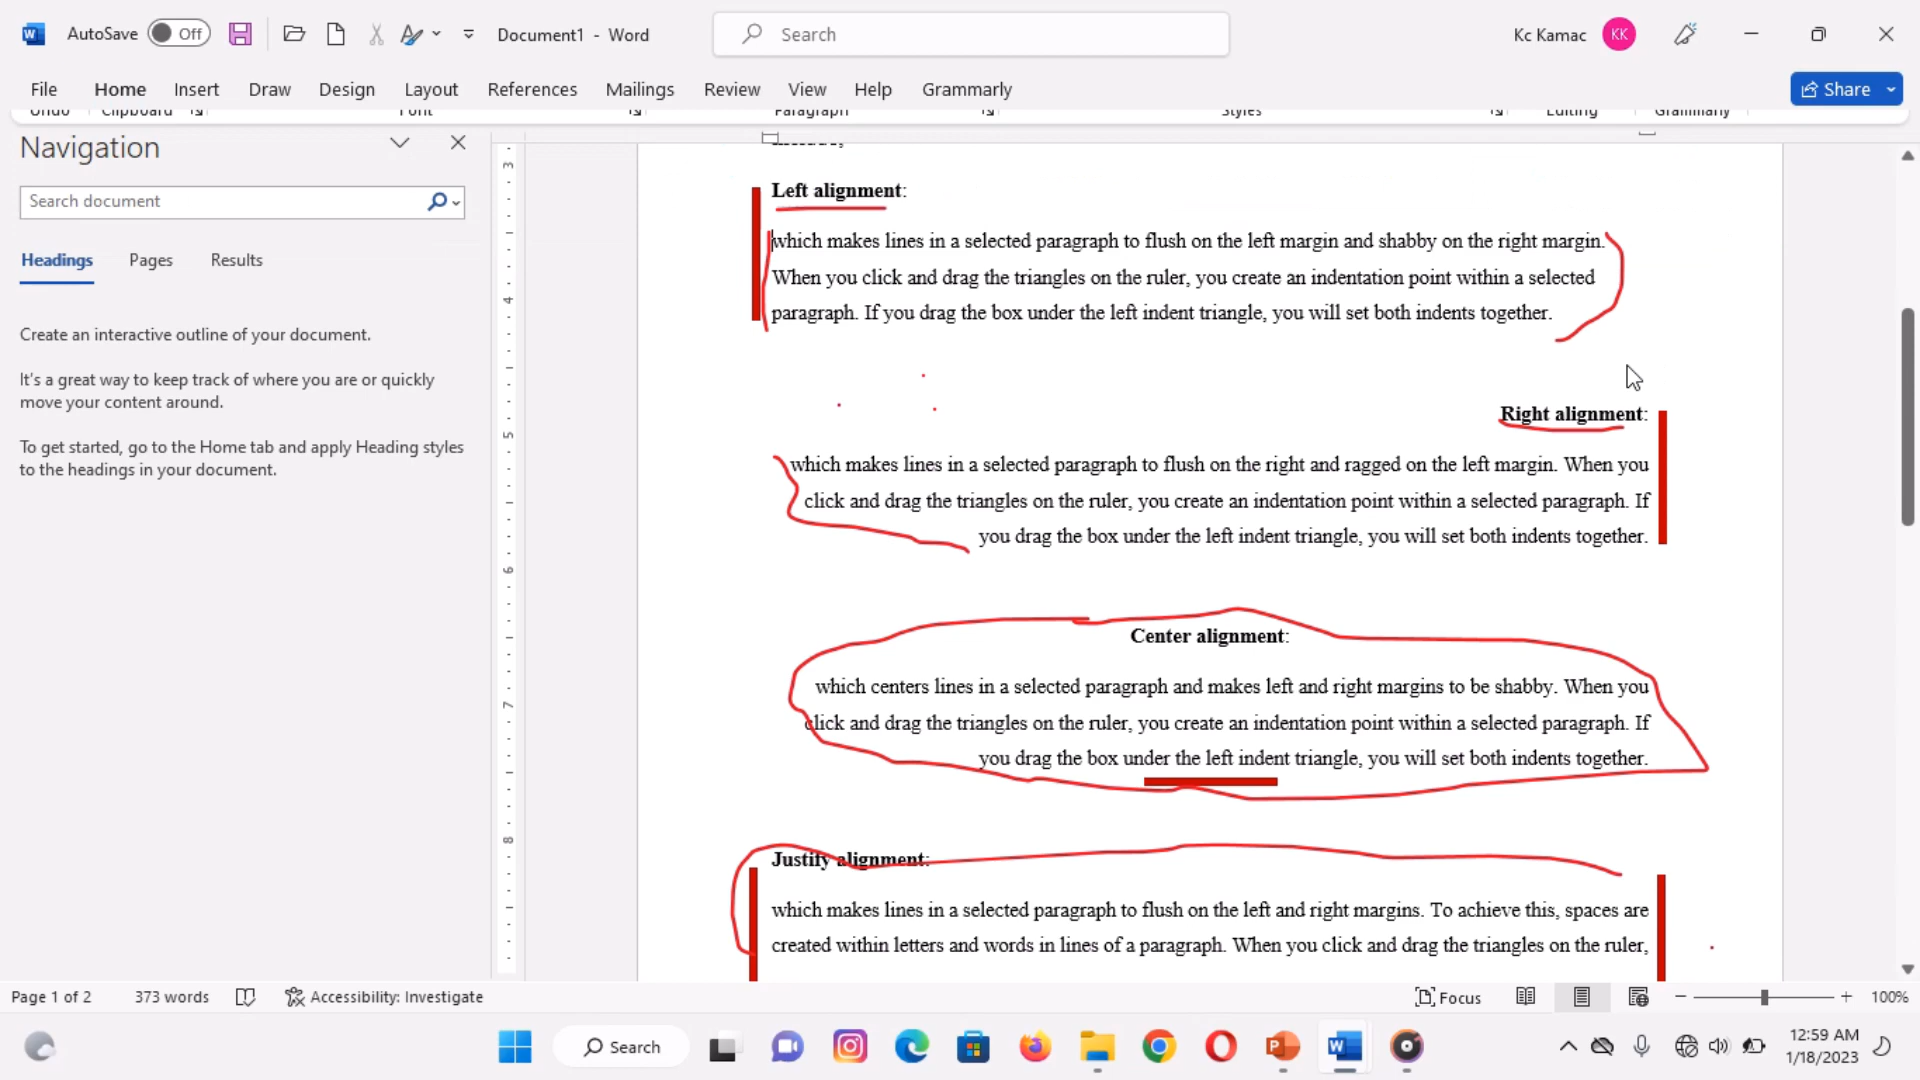 AutoSave Off
Document1 - Word
Search
Kc Kamac KK
File Home Insert Draw Design Layout References Mailings Review View Help Grammarly
Share
Undo Clipboard Font Paragraph Styles Editing Grammarly
Navigation
Search document
Headings Pages Results
Create an interactive outline of your document.
It's a great way to keep track of where you are or quickly
move your content around.
To get started, go to the Home tab and apply Heading styles
to the headings in your document.
3
4
5
6
7
8
Left alignment:
which makes lines in a selected paragraph to flush on the left margin and shabby on the right margin.
When you click and drag the triangles on the ruler, you create an indentation point within a selected
paragraph. If you drag the box under the left indent triangle, you will set both indents together.
Right alignment:
which makes lines in a selected paragraph to flush on the right and ragged on the left margin. When you
click and drag the triangles on the ruler, you create an indentation point within a selected paragraph. If
you drag the box under the left indent triangle, you will set both indents together.
Center alignment:
which centers lines in a selected paragraph and makes left and right margins to be shabby. When you
click and drag the triangles on the ruler, you create an indentation point within a selected paragraph. If
you drag the box under the left indent triangle, you will set both indents together.
Justify alignment:
which makes lines in a selected paragraph to flush on the left and right margins. To achieve this, spaces are
created within letters and words in lines of a paragraph. When you click and drag the triangles on the ruler,
Page 1 of 2 373 words Accessibility: Investigate
Focus 100%
Search
12:59 AM
1/18/2023